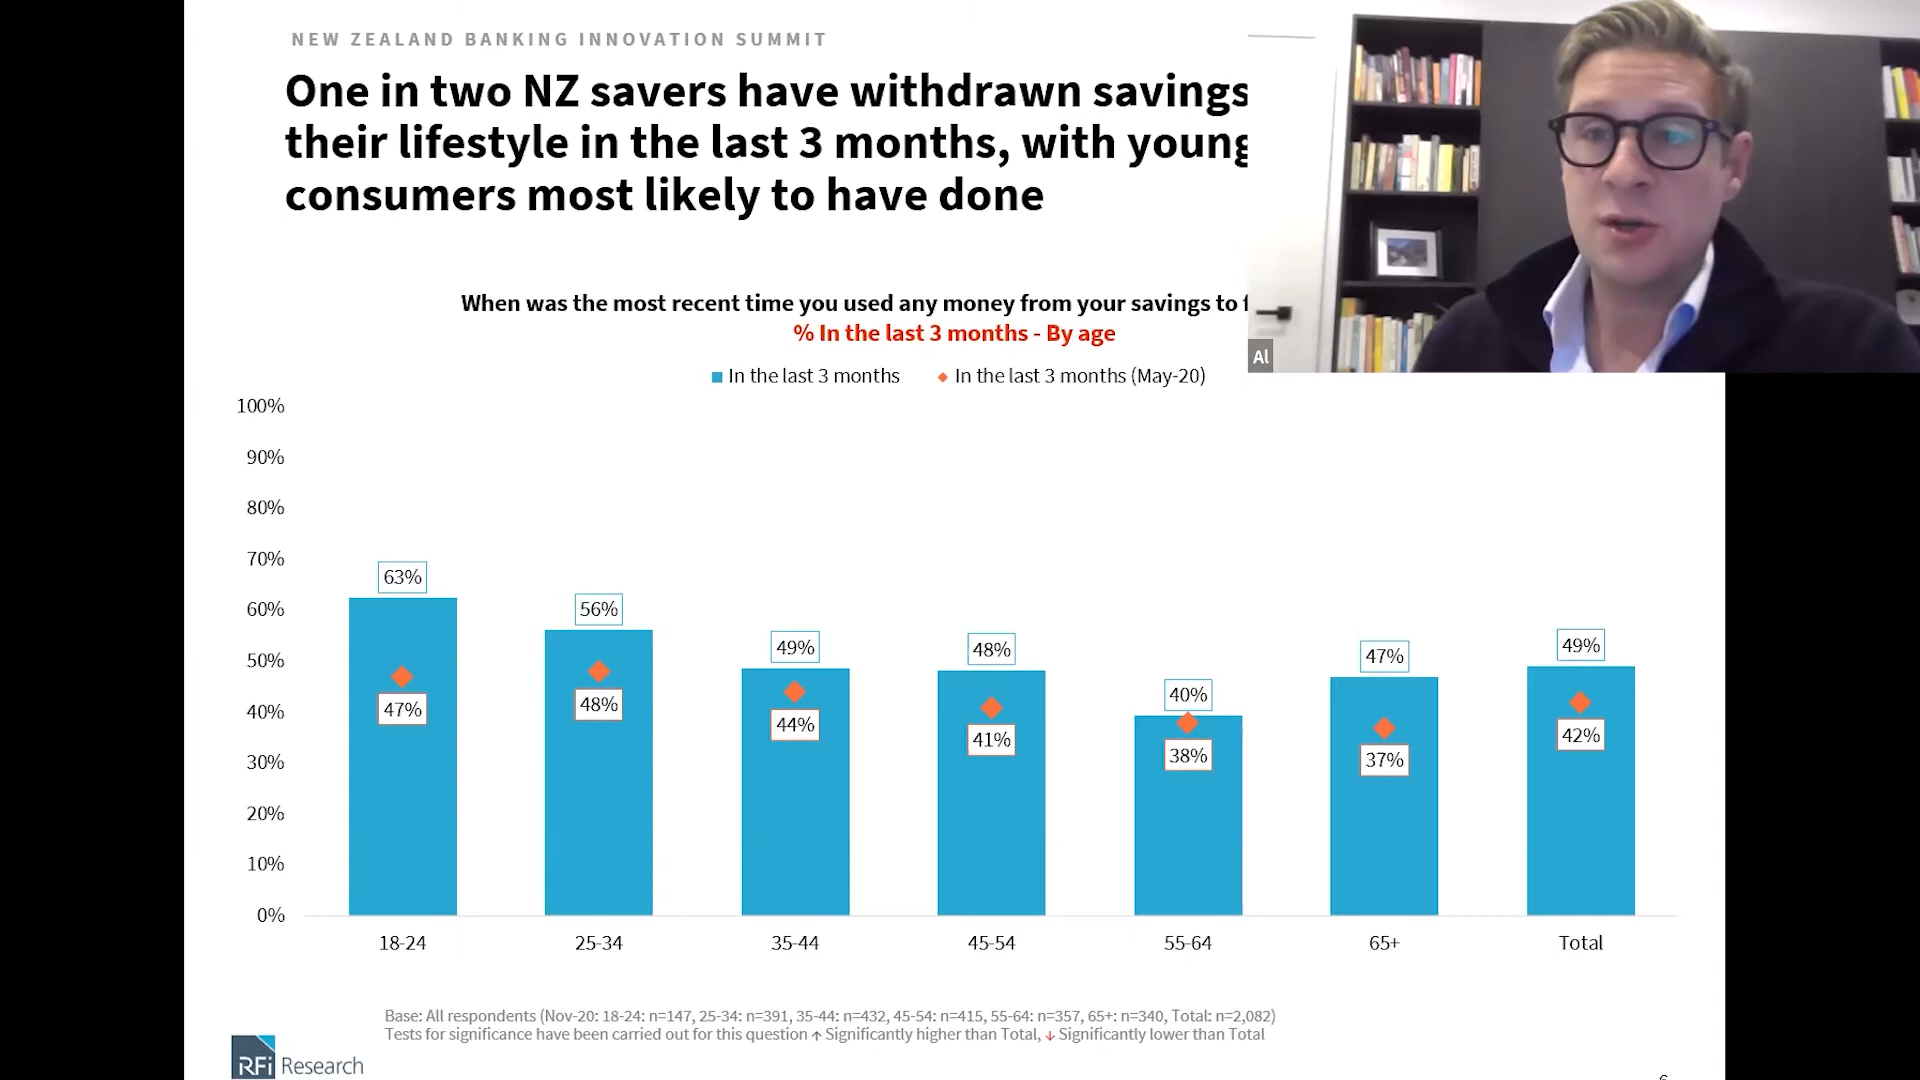 NEW ZEALAND BANKING INNOVATION SUMMIT
One in two NZ savers have withdrawn savings
their lifestyle in the last 3 months, with young
consumers most likely to have done
When was the most recent time you used any money from your savings to f
% In the last 3 months - By age
In the last 3 months
In the last 3 months (May-20)
Al
100%
90%
80%
70%
60%
50%
40%
30%
20%
10%
0%
63%
56%
49%
48%
40%
47%
49%
47%
48%
44%
41%
38%
37%
42%
18-24
25-34
35-44
45-54
55-64
65+
Total
Base: All respondents (Nov-20: 18-24: n=147, 25-34: n=391, 35-44: n=432, 45-54: n=415, 55-64: n=357, 65+: n=340, Total: n=2,082)
Tests for significance have been carried out for this question ↑ Significantly higher than Total, ↓ Significantly lower than Total
RFi Research